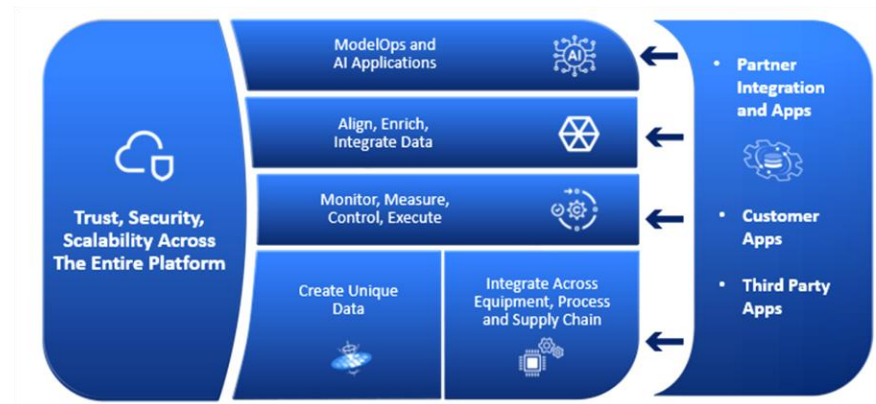 Trust, Security,
Scalability Across
The Entire Platform
ModelOps and
AI Applications
AI
Align, Enrich,
Integrate Data
Monitor, Measure,
Control, Execute
C
Create Unique
Data
Integrate Across
Equipment, Process
and Supply Chain
• Partner
Integration
and Apps
• Customer
Apps
• Third Party
Apps